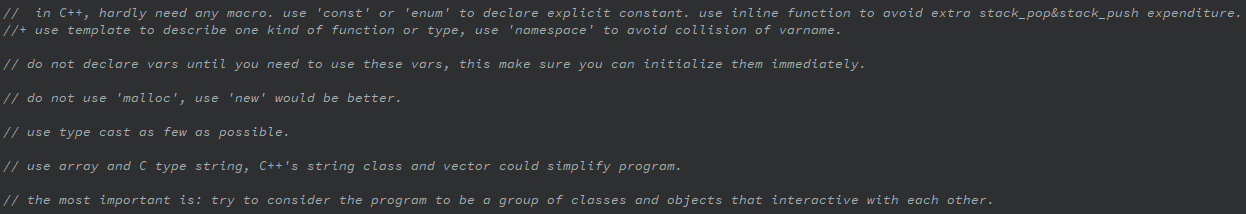 //  in C++, hardly need any macro. use 'const' or 'enum' to declare explicit constant. use inline function to avoid extra stack_pop&stack_push expenditure.
//+ use template to describe one kind of function or type, use 'namespace' to avoid collision of varname.
// do not declare vars until you need to use these vars, this make sure you can initialize them immediately.
// do not use 'malloc', use 'new' would be better.
// use type cast as few as possible.
// use array and C type string, C++'s string class and vector could simplify program.
// the most important is: try to consider the program to be a group of classes and objects that interactive with each other.